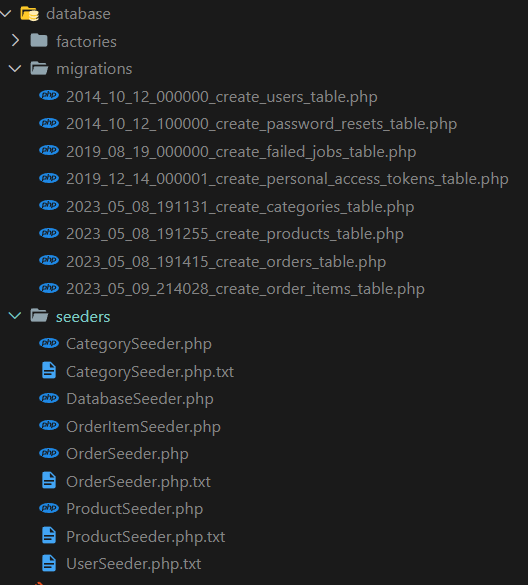 database
factories
migrations
php 2014_10_12_000000_create_users_table.php
php 2014_10_12_100000_create_password_resets_table.php
php 2019_08_19_000000_create_failed_jobs_table.php
php 2019_12_14_000001_create_personal_access_tokens_table.php
php 2023_05_08_191131_create_categories_table.php
php 2023_05_08_191255_create_products_table.php
php 2023_05_08_191415_create_orders_table.php
php 2023_05_09_214028_create_order_items_table.php
seeders
php CategorySeeder.php
CategorySeeder.php.txt
php DatabaseSeeder.php
php OrderItemSeeder.php
php OrderSeeder.php
OrderSeeder.php.txt
php ProductSeeder.php
ProductSeeder.php.txt
UserSeeder.php.txt